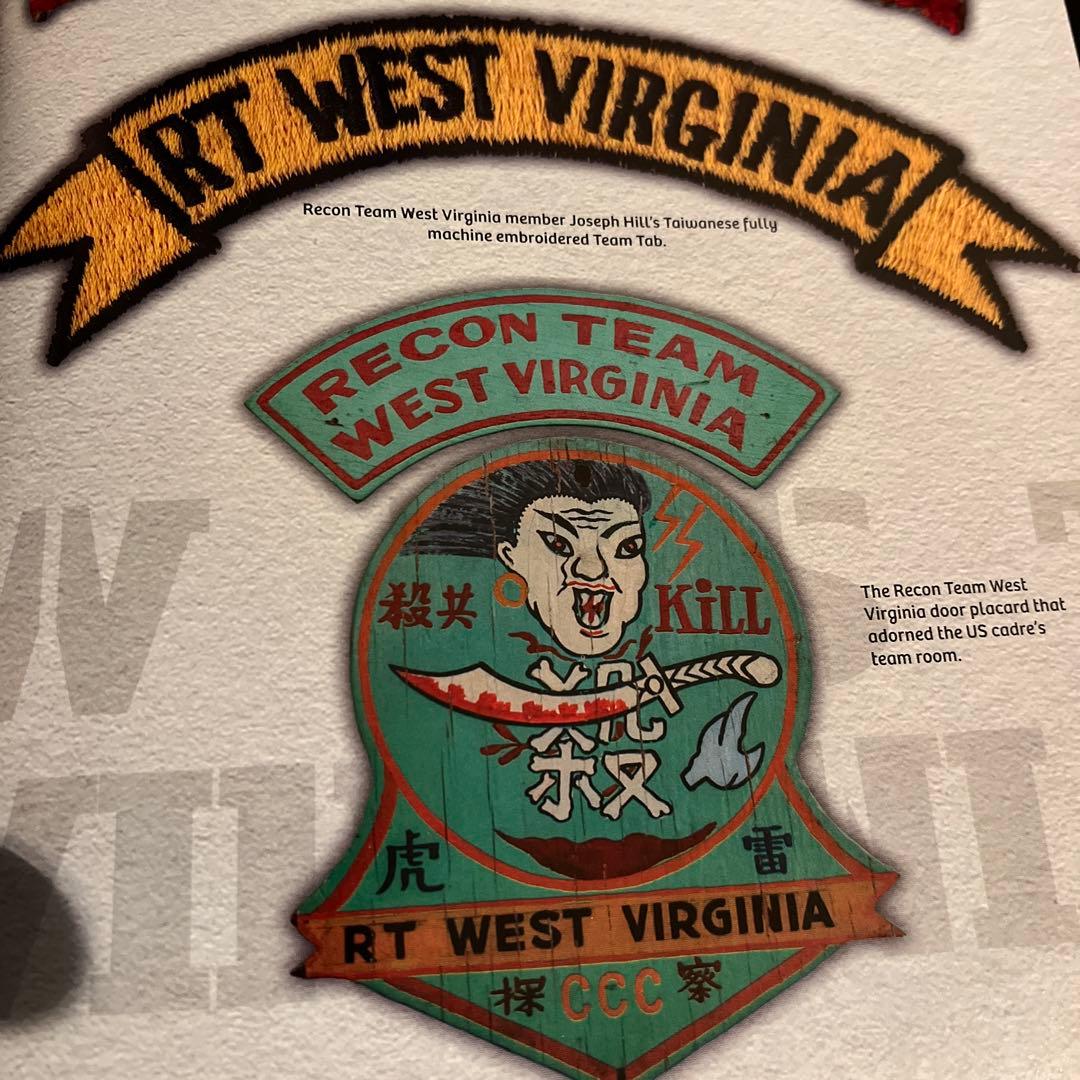 RT WEST VIRGINIA
Recon Team West Virginia member Joseph Hill's Taiwanese fully
machine embroidered Team Tab.
RECON TEAM
WEST VIRGINIA
殺共
KiLL
殺
虎
雷
RT WEST VIRGINIA
探 CCC 察
The Recon Team West
Virginia door placard that
adorned the US cadre's
team room.